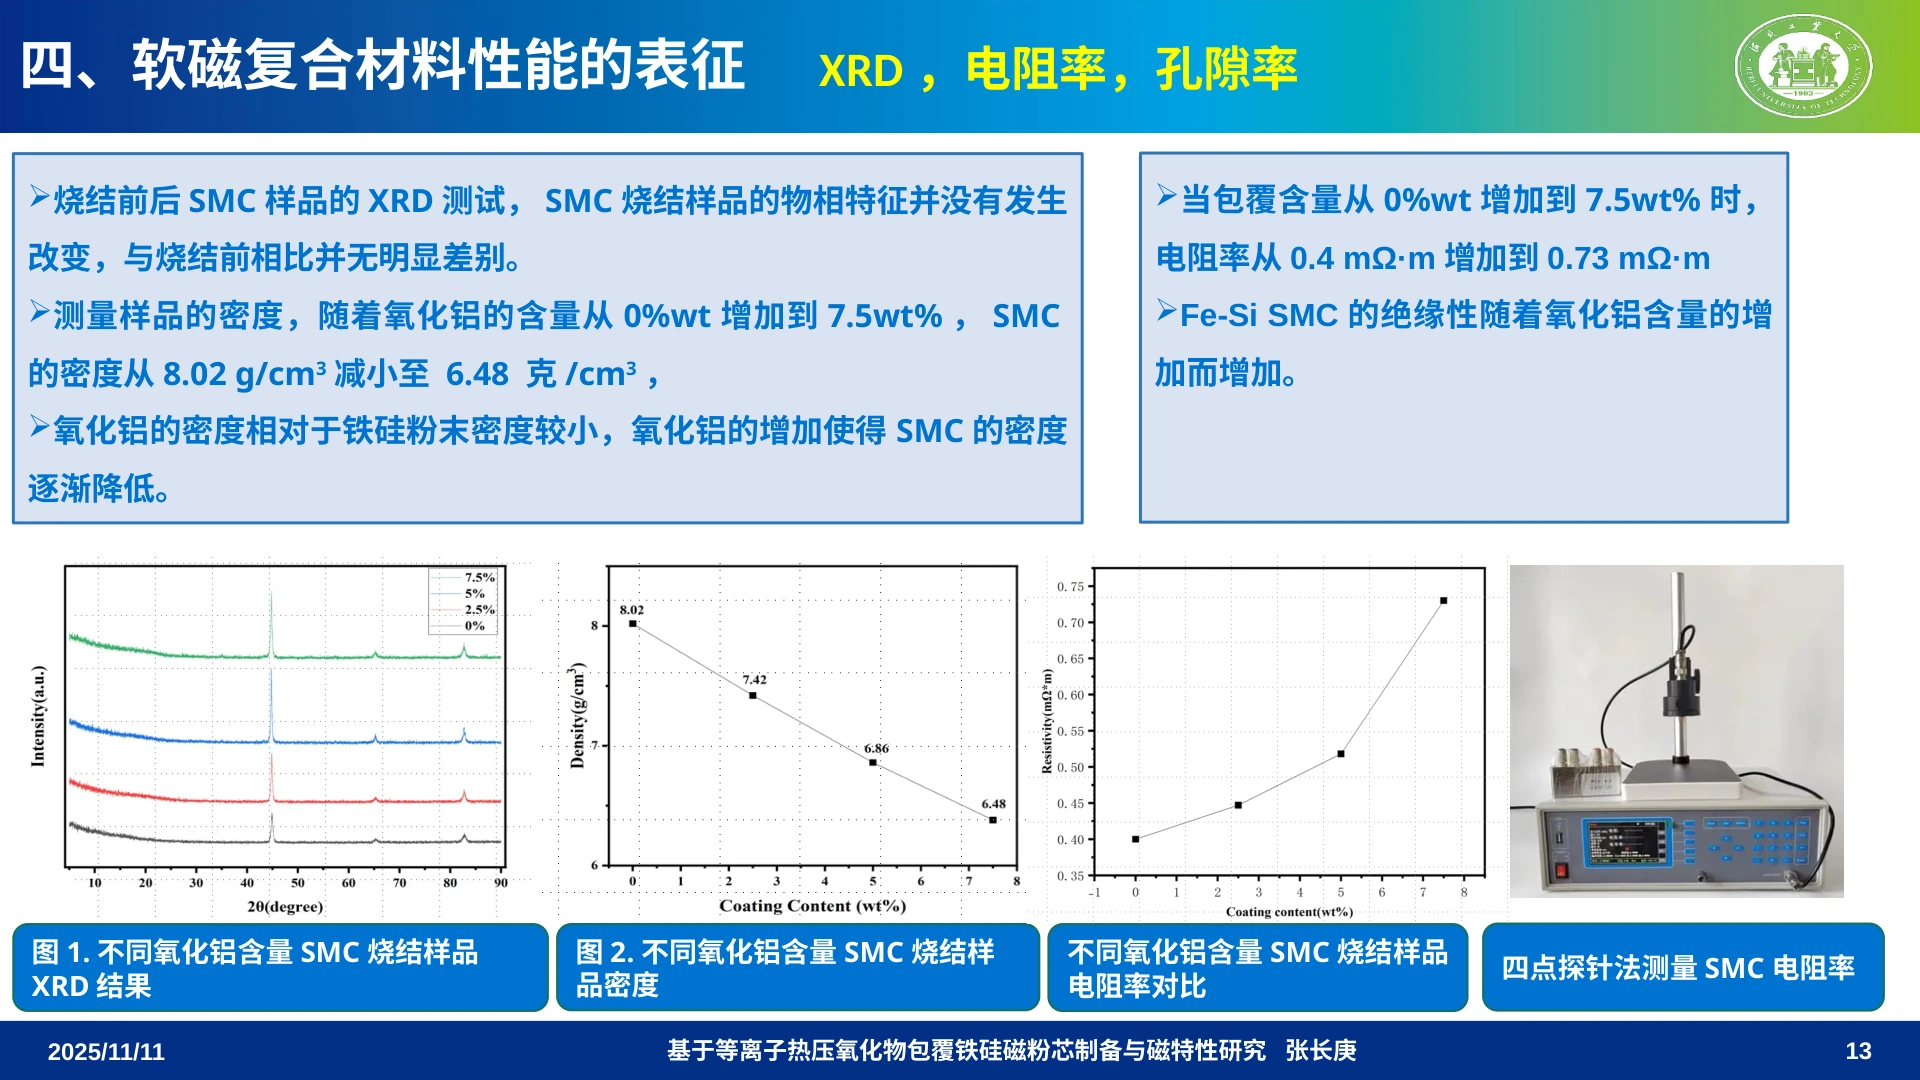 四、软磁复合材料性能的表征 XRD ，电阻率，孔隙率
1903
烧结前后 SMC 样品的 XRD 测试， SMC 烧结样品的物相特征并没有发生
改变，与烧结前相比并无明显差别。
测量样品的密度，随着氧化铝的含量从 0%wt 增加到 7.5wt% ， SMC
的密度从 8.02 g/cm³ 减小至 6.48 克 /cm³ ，
氧化铝的密度相对于铁硅粉末密度较小，氧化铝的增加使得 SMC 的密度
逐渐降低。
当包覆含量从 0%wt 增加到 7.5wt% 时，
电阻率从 0.4 mΩ·m 增加到 0.73 mΩ·m
Fe-Si SMC 的绝缘性随着氧化铝含量的增
加而增加。
7.5%
5%
2.5%
0%
Intensity(a.u.)
10 20 30 40 50 60 70 80 90
2θ(degree)
8.02
7.42
6.86
6.48
8
7
6
Density(g/cm³)
0 1 2 3 4 5 6 7 8
Coating Content (wt%)
0.75
0.70
0.65
0.60
0.55
0.50
0.45
0.40
0.35
Resistivity(mΩ*m)
-1 0 1 2 3 4 5 6 7 8
Coating content(wt%)
图 1. 不同氧化铝含量 SMC 烧结样品
XRD 结果
图 2. 不同氧化铝含量 SMC 烧结样
品密度
不同氧化铝含量 SMC 烧结样品
电阻率对比
四点探针法测量 SMC 电阻率
2025/11/11
基于等离子热压氧化物包覆铁硅磁粉芯制备与磁特性研究 张长庚
13